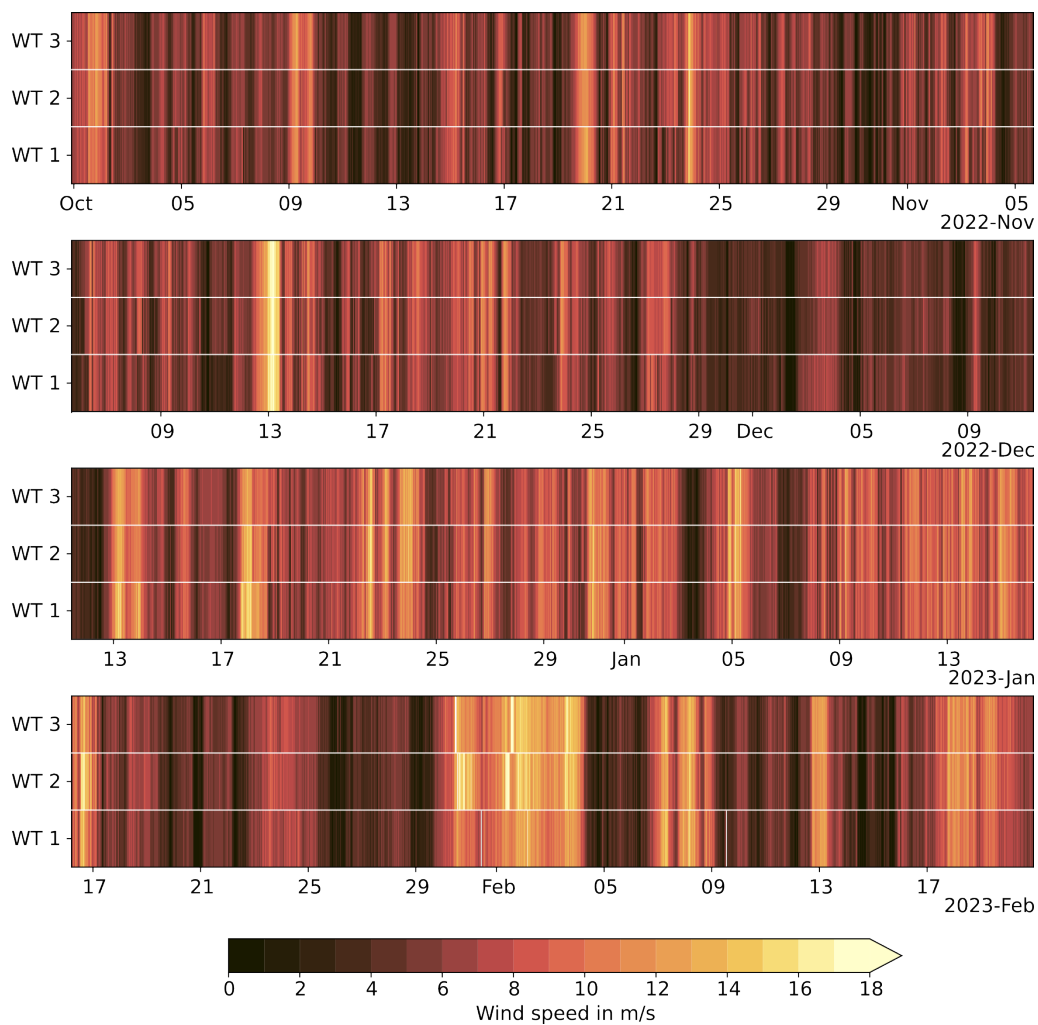 WT 3
WT 2
WT 1
Oct 05 09 13 17 21 25 29 Nov 05
2022-Nov
WT 3
WT 2
WT 1
09 13 17 21 25 29 Dec 05 09
2022-Dec
WT 3
WT 2
WT 1
13 17 21 25 29 Jan 05 09 13
2023-Jan
WT 3
WT 2
WT 1
17 21 25 29 Feb 05 09 13 17
2023-Feb
0 2 4 6 8 10 12 14 16 18
Wind speed in m/s